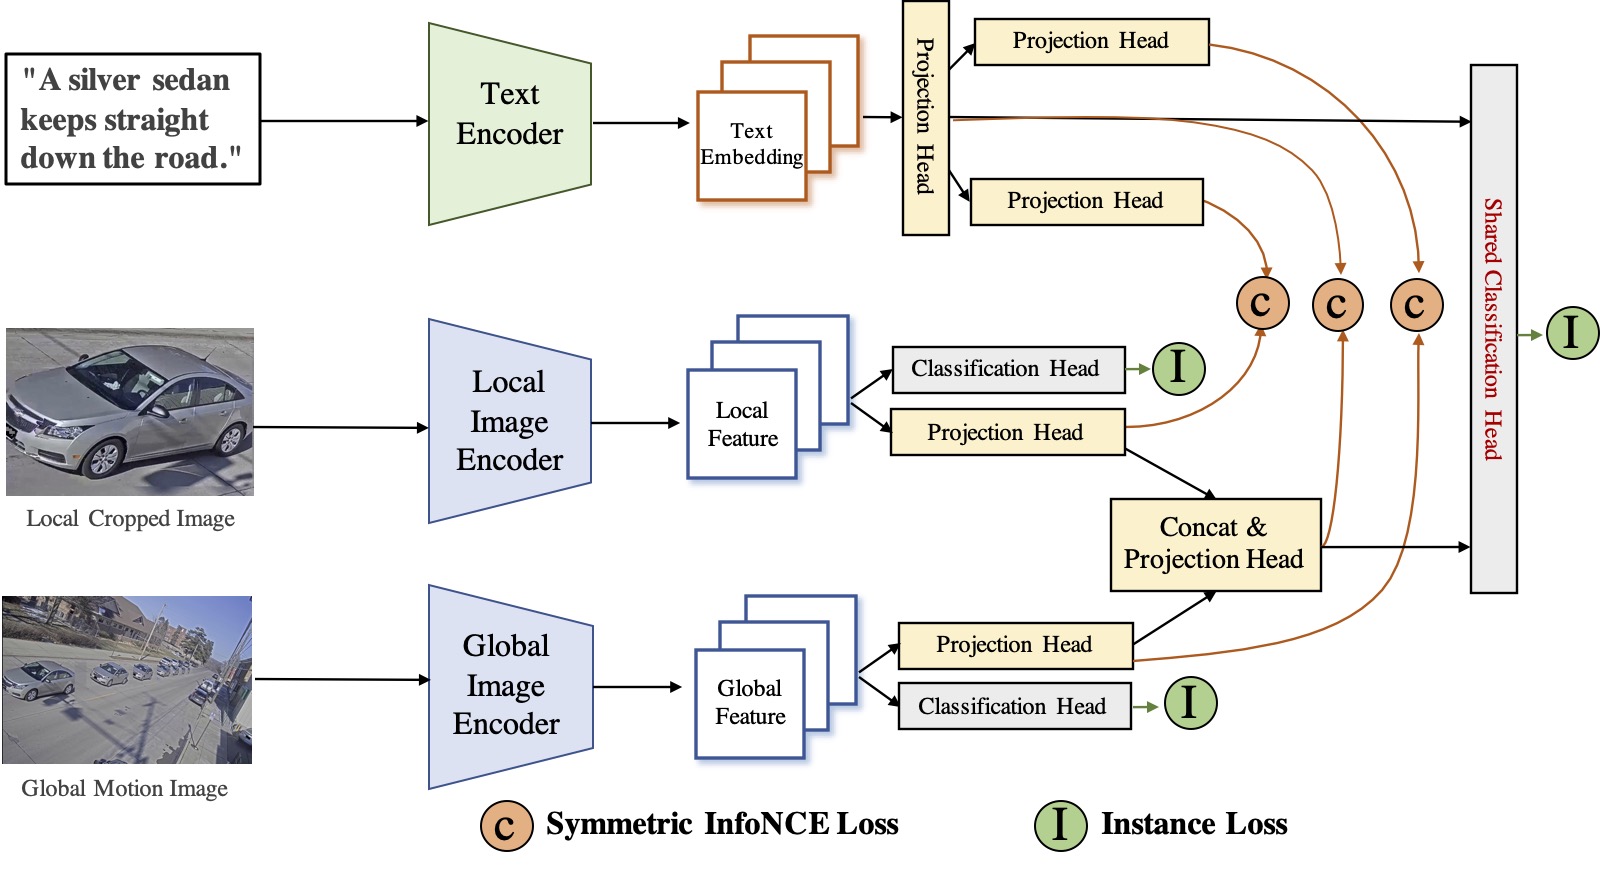 "A silver sedan
keeps straight
down the road."
Text
Encoder
Text
Embedding
Projection Head
Projection Head
Projection Head
C
C
C
Shared Classification Head
I
Local Cropped Image
Local
Image
Encoder
Local
Feature
Classification Head
I
Projection Head
Concat &
Projection Head
Global Motion Image
Global
Image
Encoder
Global
Feature
Projection Head
Classification Head
I
C Symmetric InfoNCE Loss
I Instance Loss